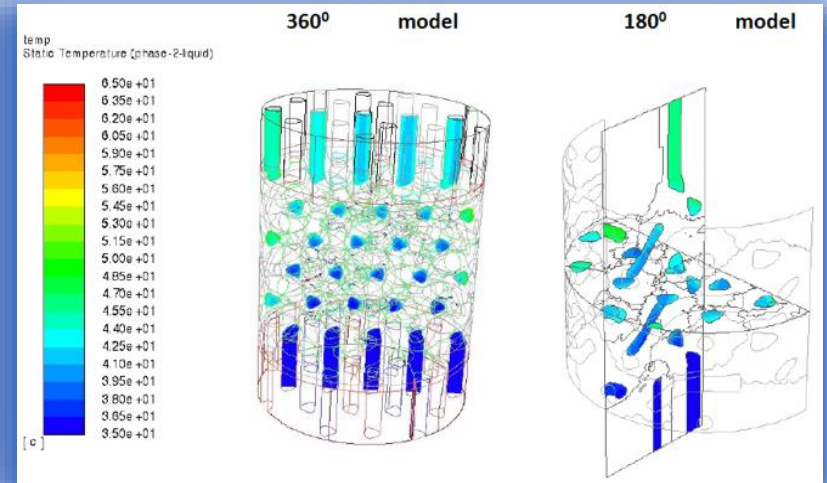 360⁰ model
180⁰ model
temp
Static Temperature (phase-2-liquid)
6.50e +01
6.35e +01
6.20e +01
6.05e +01
5.90e +01
5.75e +01
5.60e +01
5.45e +01
5.30e +01
5.15e +01
5.00e +01
4.85e +01
4.70e +01
4.55e +01
4.40e +01
4.25e +01
4.10e +01
3.95e +01
3.80e +01
3.65e +01
3.50e +01
[ c ]